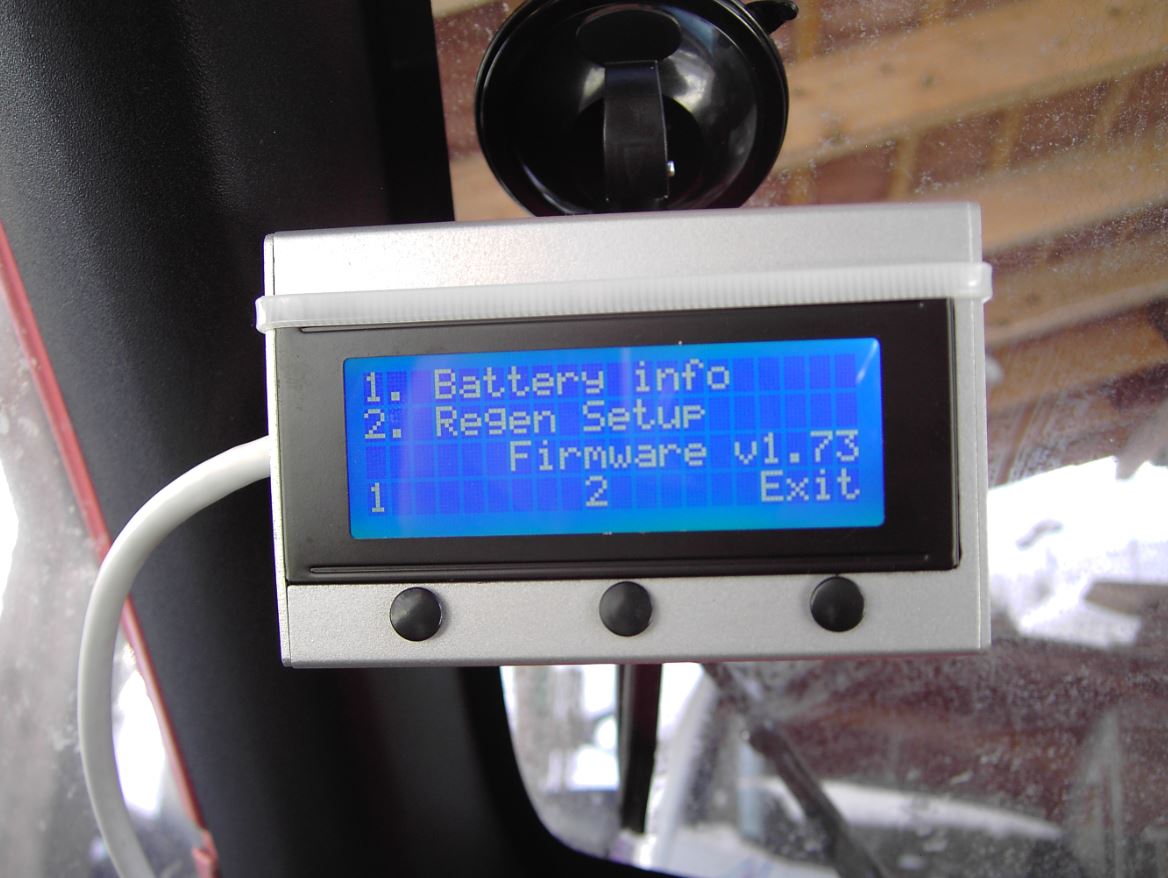 1. Battery info
2. Regen Setup
Firmware v1.73
1 2 Exit